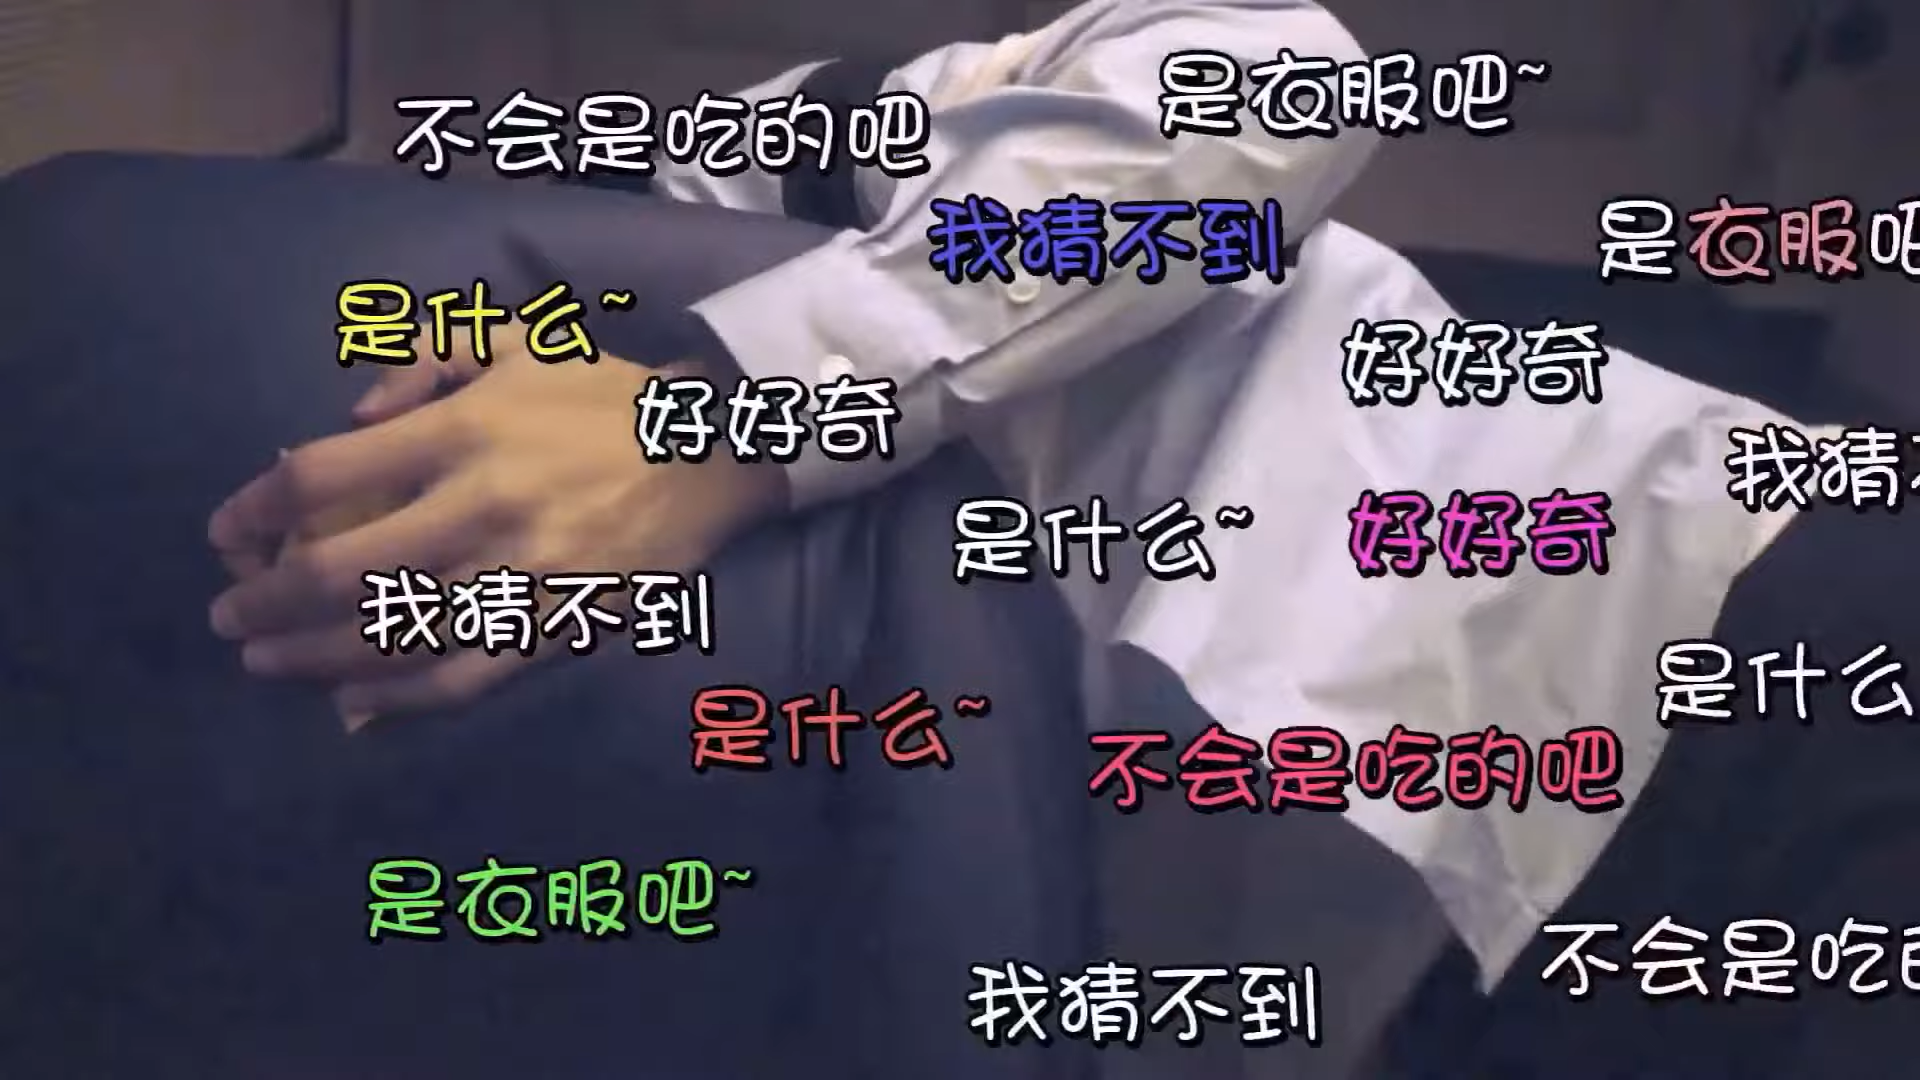 是衣服吧~
不会是吃的吧
我猜不到
是衣服吧
是什么~
好好奇
好好奇
我猜不
是什么~
好好奇
我猜不到
是什么
是什么~
不会是吃的吧
是衣服吧~
不会是吃的
我猜不到